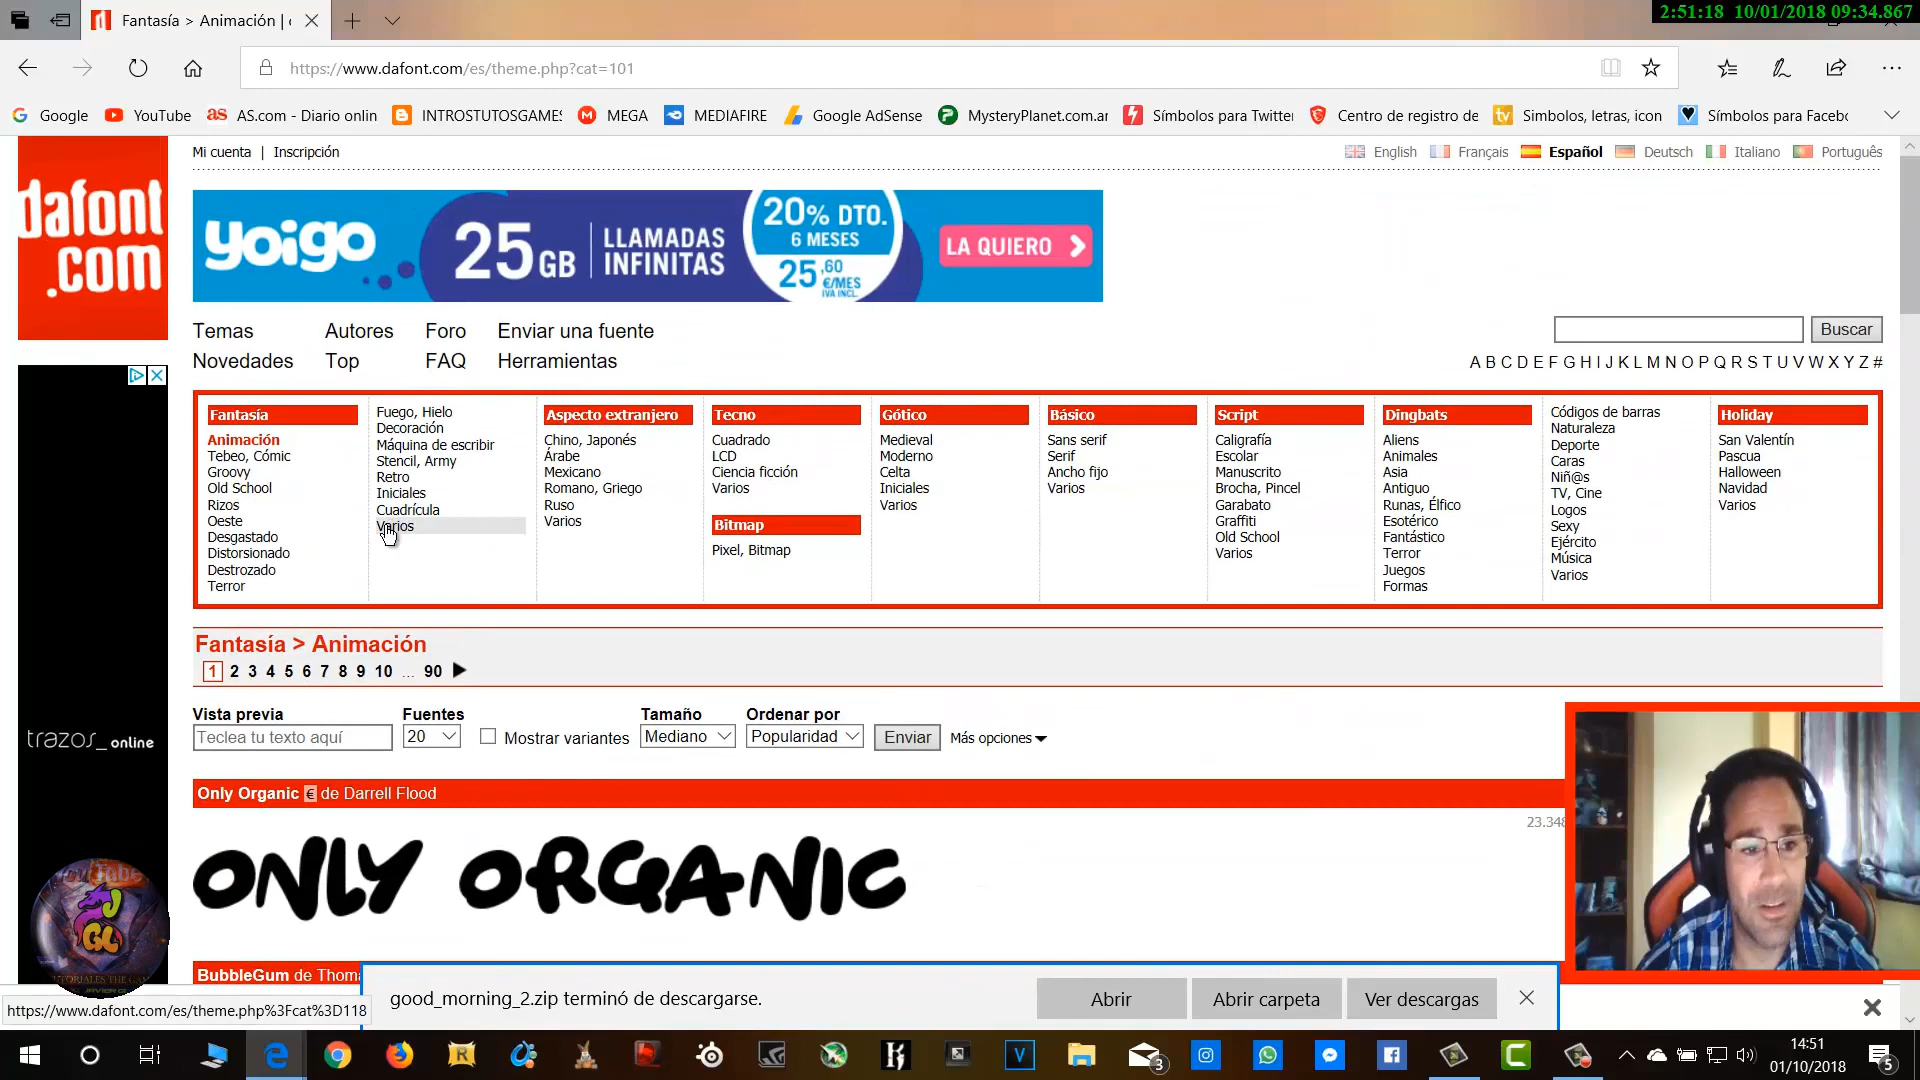 Fantasía > Animación | 
2:51:18 10/01/2018 09:34.867
https://www.dafont.com/es/theme.php?cat=101
Google YouTube AS.com - Diario onlin INTROSTUTOSGAMES MEGA MEDIAFIRE Google AdSense MysteryPlanet.com.ar Símbolos para Twitter Centro de registro de Simbolos, letras, icon Símbolos para Facebo
Mi cuenta | Inscripción
English Français Español Deutsch Italiano Português
dafont
.com
yoigo
25GB
LLAMADAS
INFINITAS
20% DTO.
6 MESES
25,60
€/MES
IVA INCL.
LA QUIERO
Temas Autores Foro Enviar una fuente
Novedades Top FAQ Herramientas
Buscar
A B C D E F G H I J K L M N O P Q R S T U V W X Y Z #
Fantasía
Animación
Tebeo, Cómic
Groovy
Old School
Rizos
Oeste
Desgastado
Distorsionado
Destrozado
Terror
Fuego, Hielo
Decoración
Máquina de escribir
Stencil, Army
Retro
Iniciales
Cuadrícula
Varios
Aspecto extranjero
Chino, Japonés
Árabe
Mexicano
Romano, Griego
Ruso
Varios
Tecno
Cuadrado
LCD
Ciencia ficción
Varios
Bitmap
Pixel, Bitmap
Gótico
Medieval
Moderno
Celta
Iniciales
Varios
Básico
Sans serif
Serif
Ancho fijo
Varios
Script
Caligrafía
Escolar
Manuscrito
Brocha, Pincel
Garabato
Graffiti
Old School
Varios
Dingbats
Aliens
Animales
Asia
Antiguo
Runas, Élfico
Esotérico
Fantástico
Terror
Juegos
Formas
Códigos de barras
Naturaleza
Deporte
Caras
Niñ@s
TV, Cine
Logos
Sexy
Ejército
Música
Varios
Holiday
San Valentín
Pascua
Halloween
Navidad
Varios
Fantasía > Animación
1 2 3 4 5 6 7 8 9 10 ... 90
Vista previa Fuentes Tamaño Ordenar por
Teclea tu texto aquí 20 Mostrar variantes Mediano Popularidad Enviar Más opciones
trazos_ online
Only Organic € de Darrell Flood
23.348
ONLY ORGANIC
BubbleGum de Thoma
YouTube
JGL
good_morning_2.zip terminó de descargarse.
Abrir Abrir carpeta Ver descargas
https://www.dafont.com/es/theme.php%3Fcat%3D118
3
14:51
01/10/2018
5